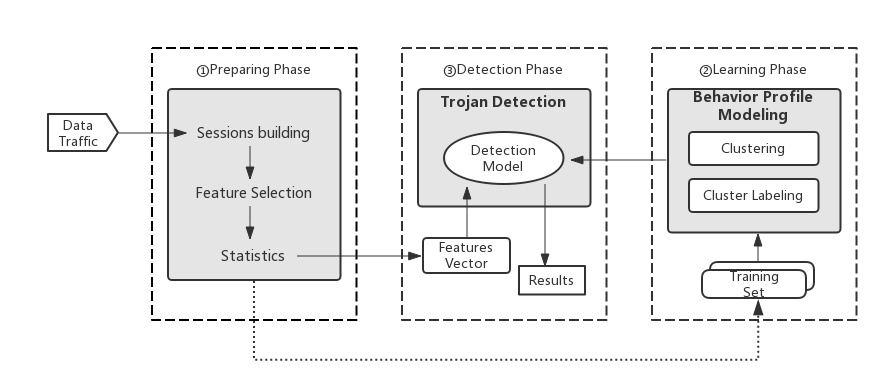 ①Preparing Phase
Data
Traffic
Sessions building
Feature Selection
Statistics
③Detection Phase
Trojan Detection
Detection
Model
Features
Vector
Results
②Learning Phase
Behavior Profile
Modeling
Clustering
Cluster Labeling
Training
Set